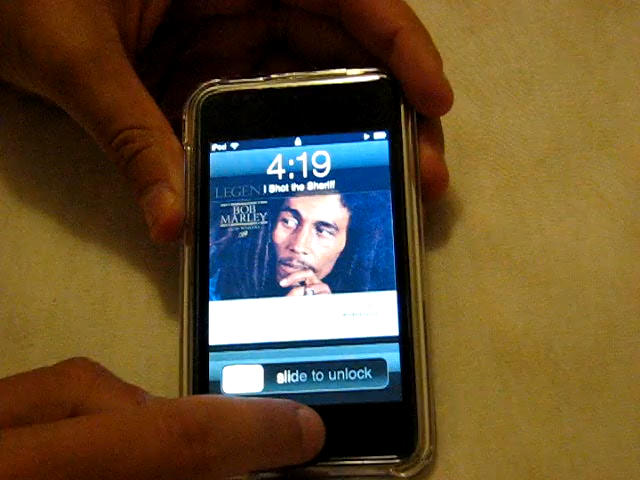 iPod
4:19
I Shot the Sheriff
LEGEN
BOB
MARLEY
slide to unlock